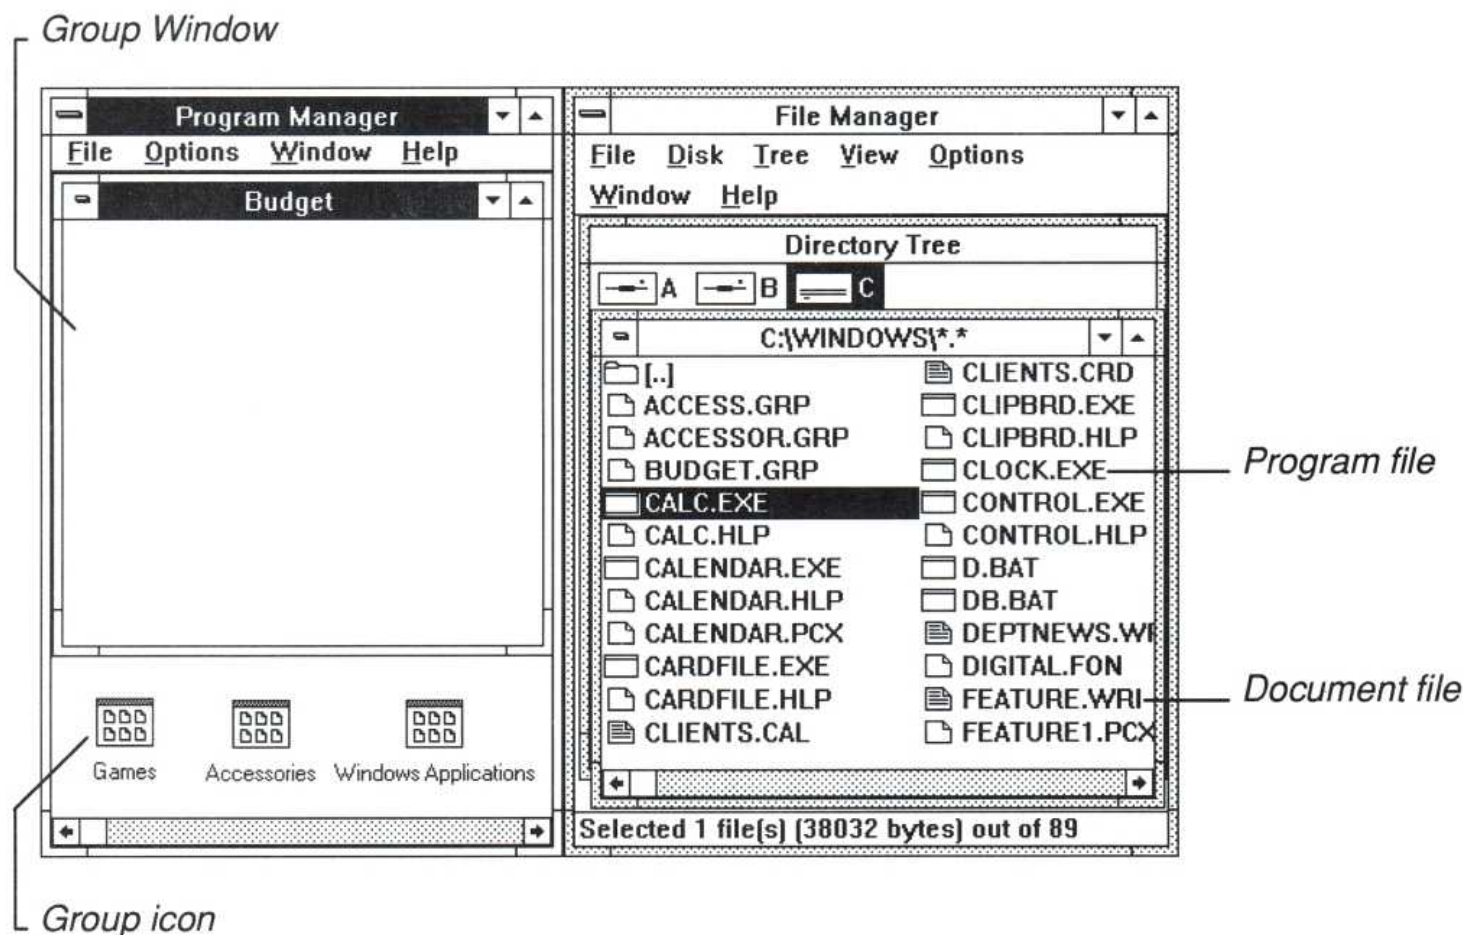 Group Window
Program Manager
File Options Window Help
Budget
Games
Accessories
Windows Applications
Group icon
File Manager
File Disk Tree View Options
Window Help
Directory Tree
A B C
C:\WINDOWS\*.*
[..]
ACCESS.GRP
ACCESSOR.GRP
BUDGET.GRP
CALC.EXE
CALC.HLP
CALENDAR.EXE
CALENDAR.HLP
CALENDAR.PCX
CARDFILE.EXE
CARDFILE.HLP
CLIENTS.CAL
CLIENTS.CRD
CLIPBRD.EXE
CLIPBRD.HLP
CLOCK.EXE
CONTROL.EXE
CONTROL.HLP
D.BAT
DB.BAT
DEPTNEWS.WR
DIGITAL.FON
FEATURE.WRI
FEATURE1.PCX
Selected 1 file(s) (38032 bytes) out of 89
Program file
Document file